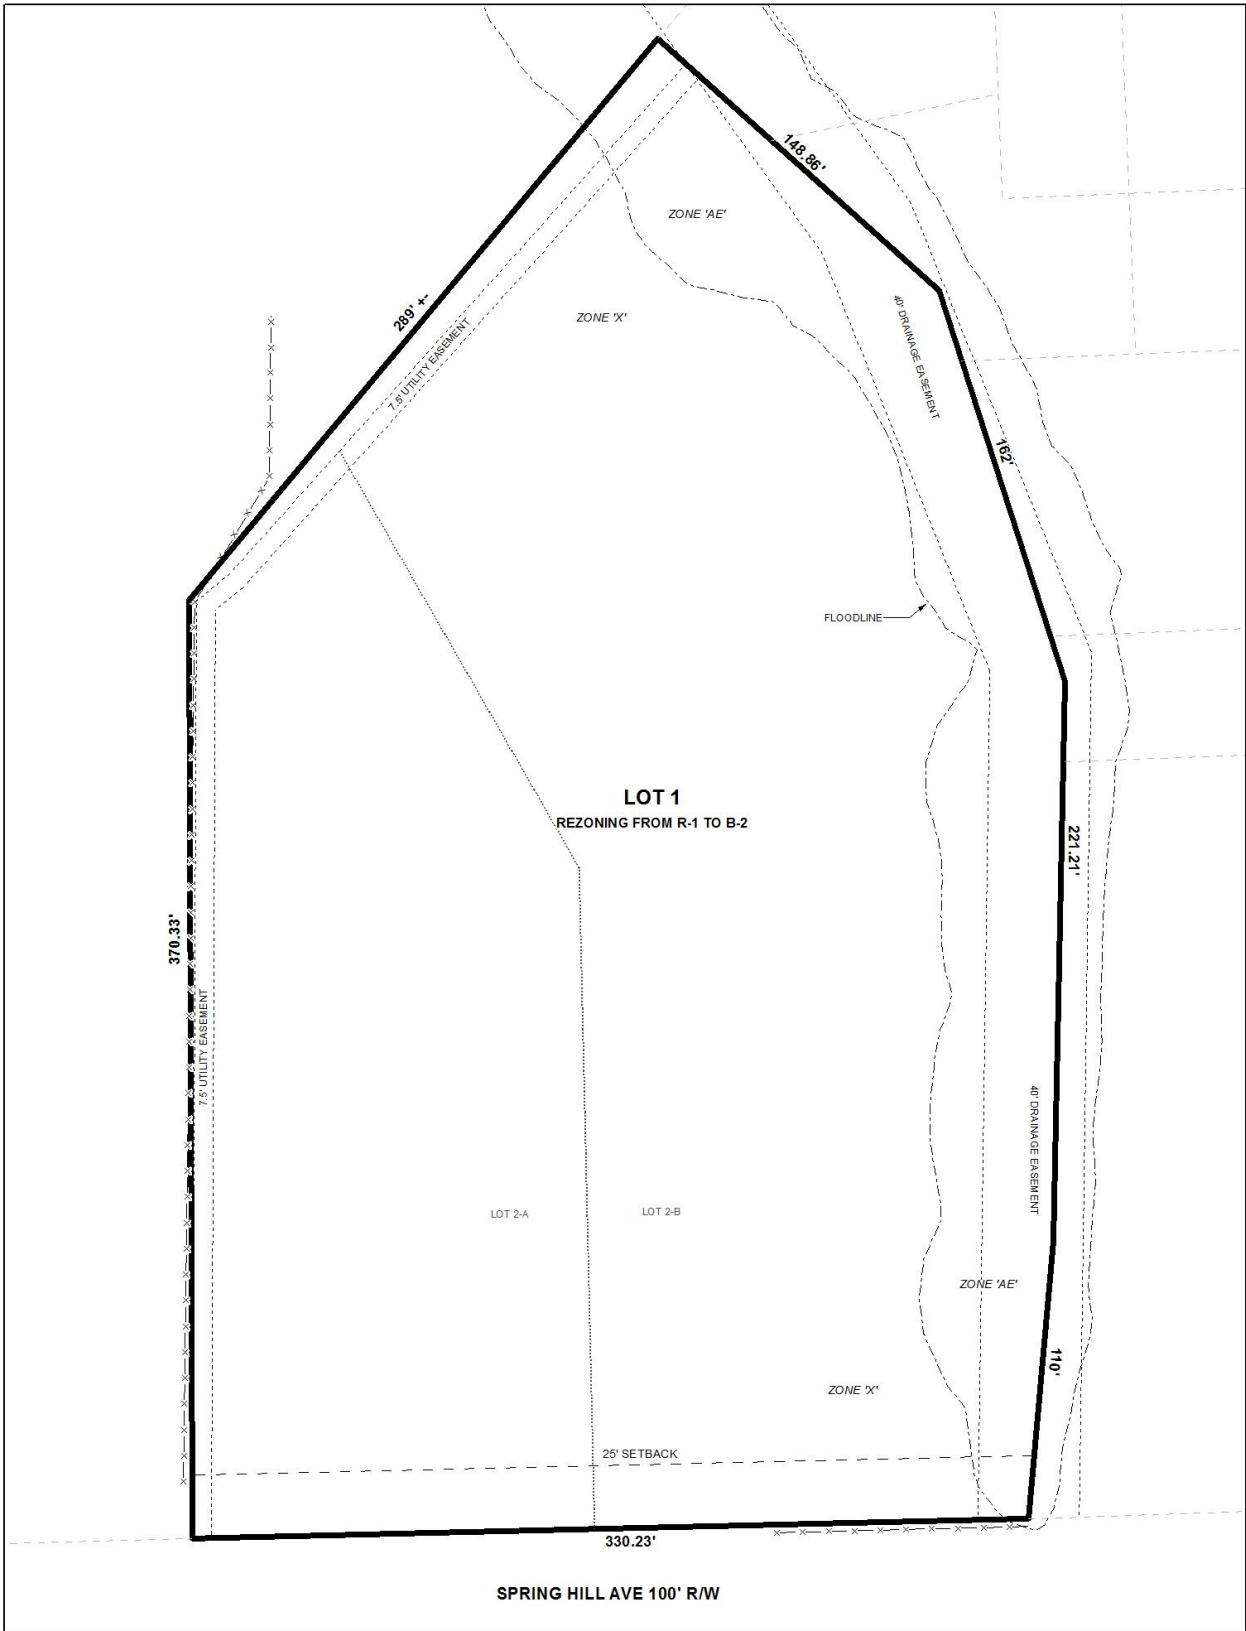 148.86'
ZONE 'AE'
289' +-
ZONE 'X'
40' DRAINAGE EASEMENT
7.5' UTILITY EASEMENT
162'
FLOODLINE
LOT 1
REZONING FROM R-1 TO B-2
221.21'
370.33'
7.5' UTILITY EASEMENT
40' DRAINAGE EASEMENT
LOT 2-A
LOT 2-B
ZONE 'AE'
110'
ZONE 'X'
25' SETBACK
330.23'
SPRING HILL AVE 100' R/W